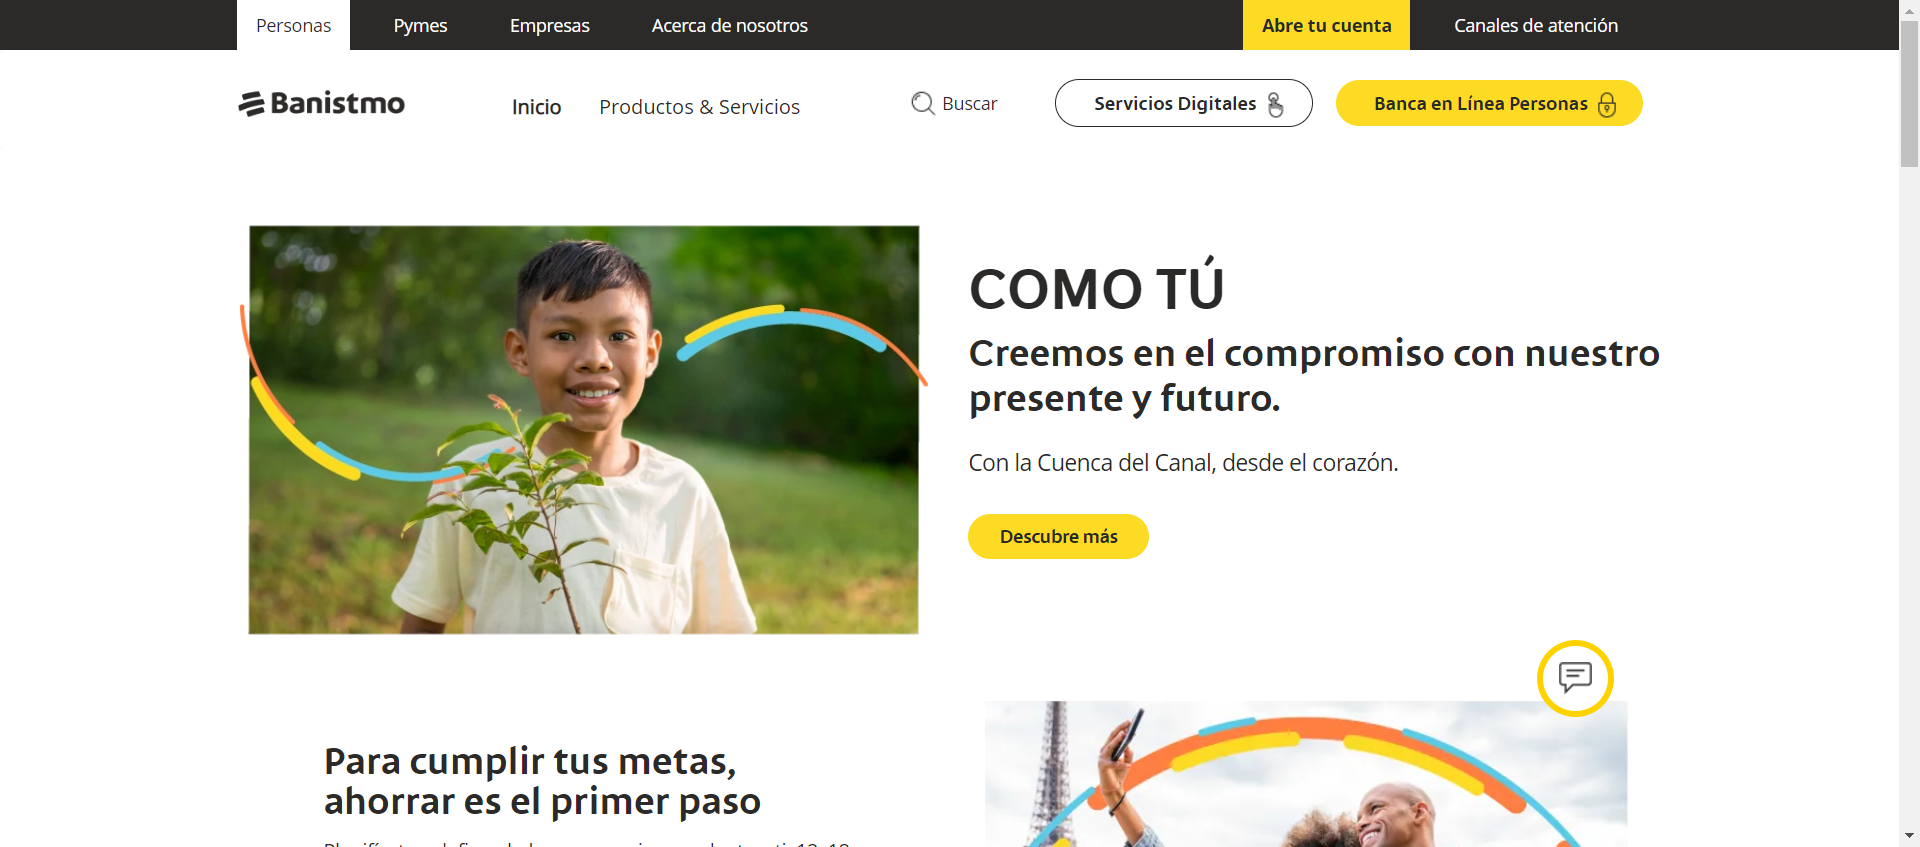 Personas Pymes Empresas Acerca de nosotros Abre tu cuenta Canales de atención
Banistmo Inicio Productos & Servicios Buscar Servicios Digitales Banca en Línea Personas
COMO TÚ
Creemos en el compromiso con nuestro
presente y futuro.
Con la Cuenca del Canal, desde el corazón.
Descubre más
Para cumplir tus metas,
ahorrar es el primer paso